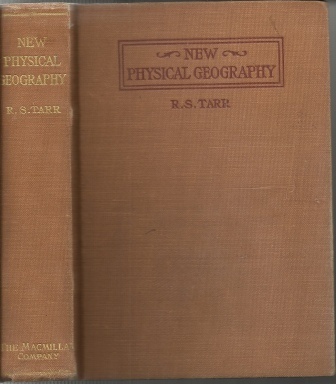 NEW
PHYSICAL
GEOGRAPHY
R. S. TARR
THE MACMILLAN
COMPANY
NEW
PHYSICAL GEOGRAPHY
R. S. TARR